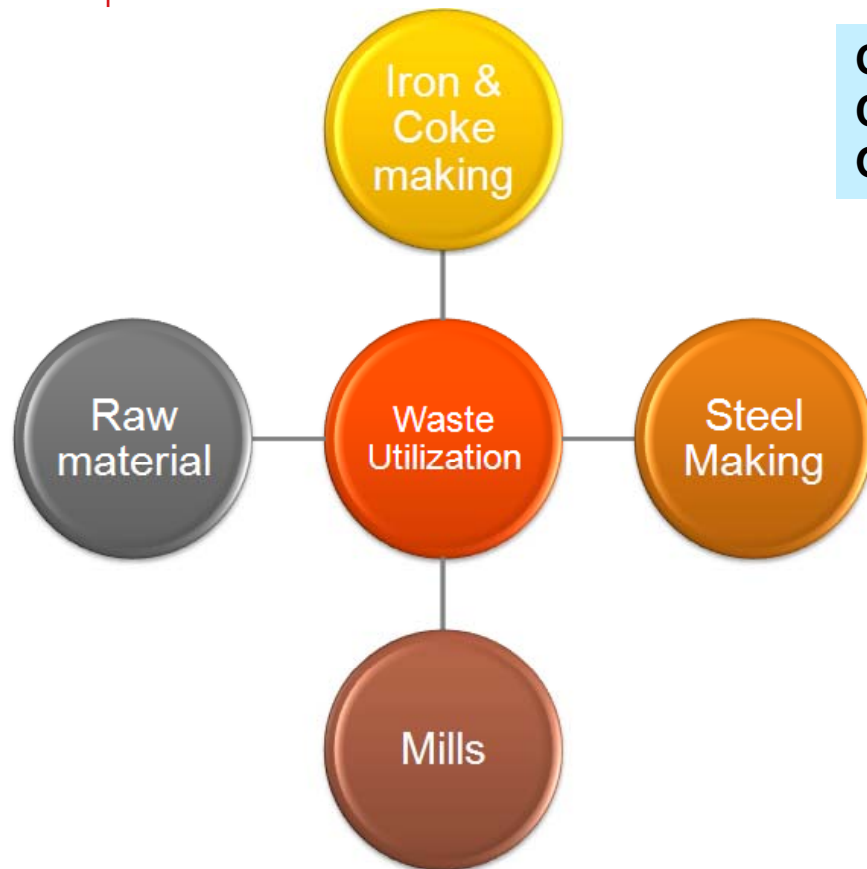 Iron &
Coke
making
Raw
material
Waste
Utilization
Steel
Making
Mills